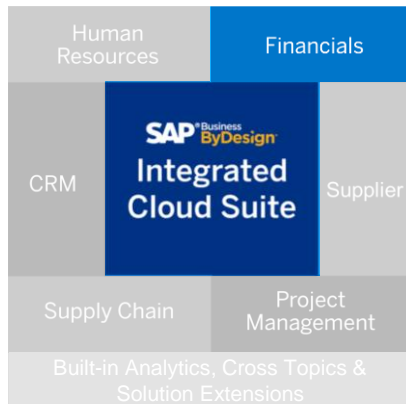 Human
Resources
Financials
SAP® Business
ByDesign
Integrated
Cloud Suite
CRM
Supplier
Supply Chain
Project
Management
Built-in Analytics, Cross Topics &
Solution Extensions